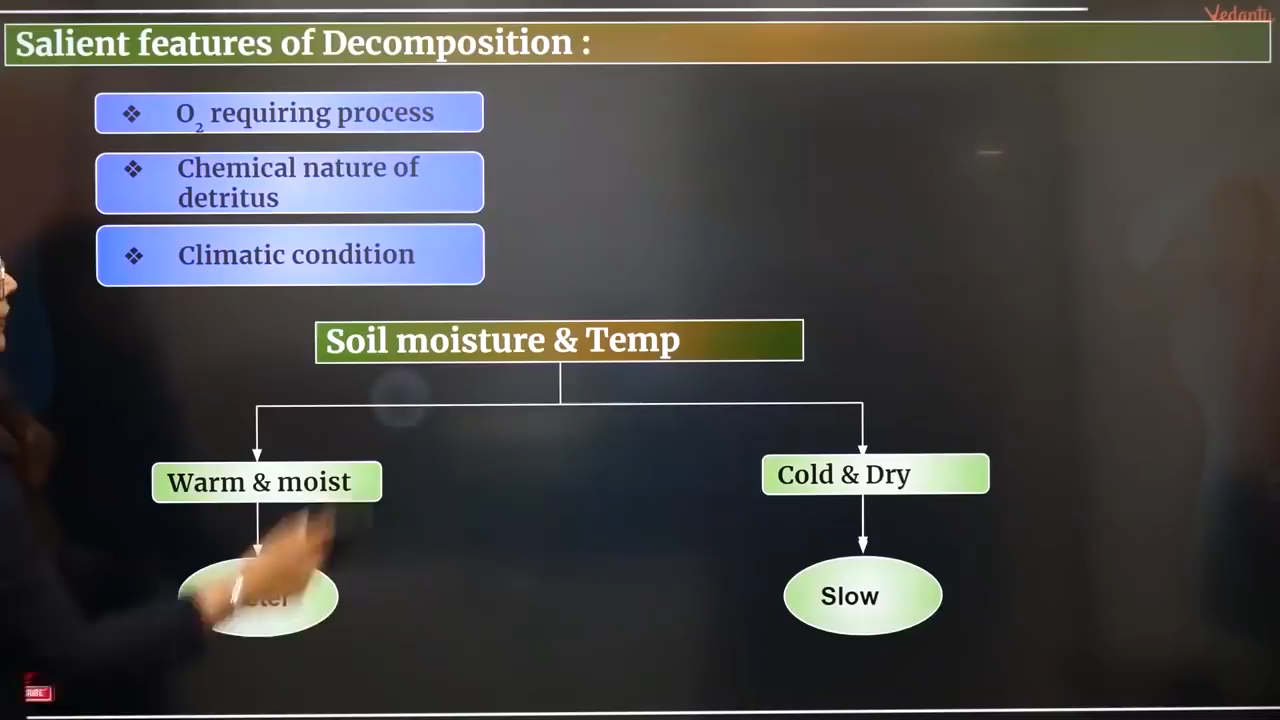 Vedantu
Salient features of Decomposition :
❖ O₂ requiring process
❖ Chemical nature of
detritus
❖ Climatic condition
Soil moisture & Temp
Warm & moist
Cold & Dry
Slow